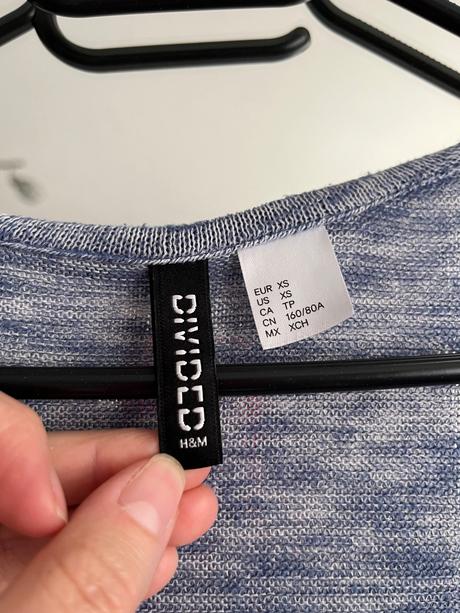 DIVIDED
H&M
EUR XS
US XS
CA TP
CN 160/80A
MX XCH